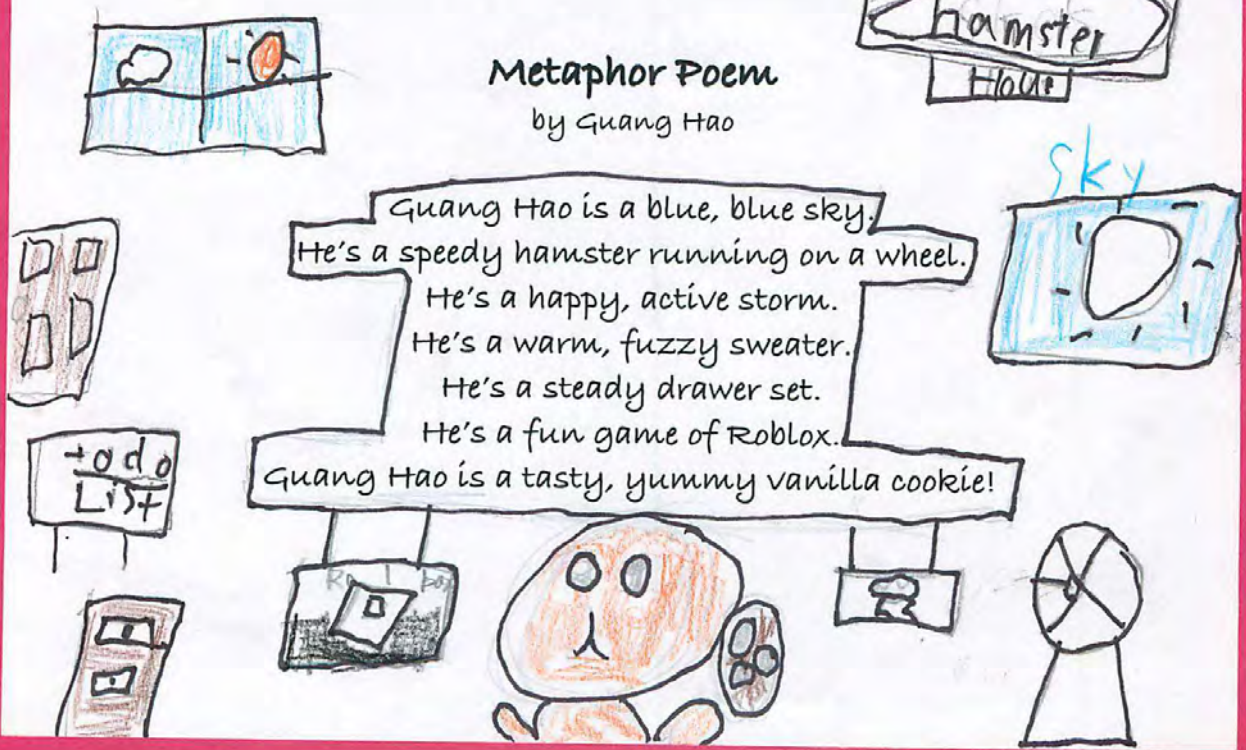 hamster
Metaphor Poem
by Guang Hao
Sky
Guang Hao is a blue, blue sky.
He's a speedy hamster running on a wheel.
He's a happy, active storm.
He's a warm, fuzzy sweater.
He's a steady drawer set.
He's a fun game of Roblox.
Guang Hao is a tasty, yummy vanilla cookie!
todo
List